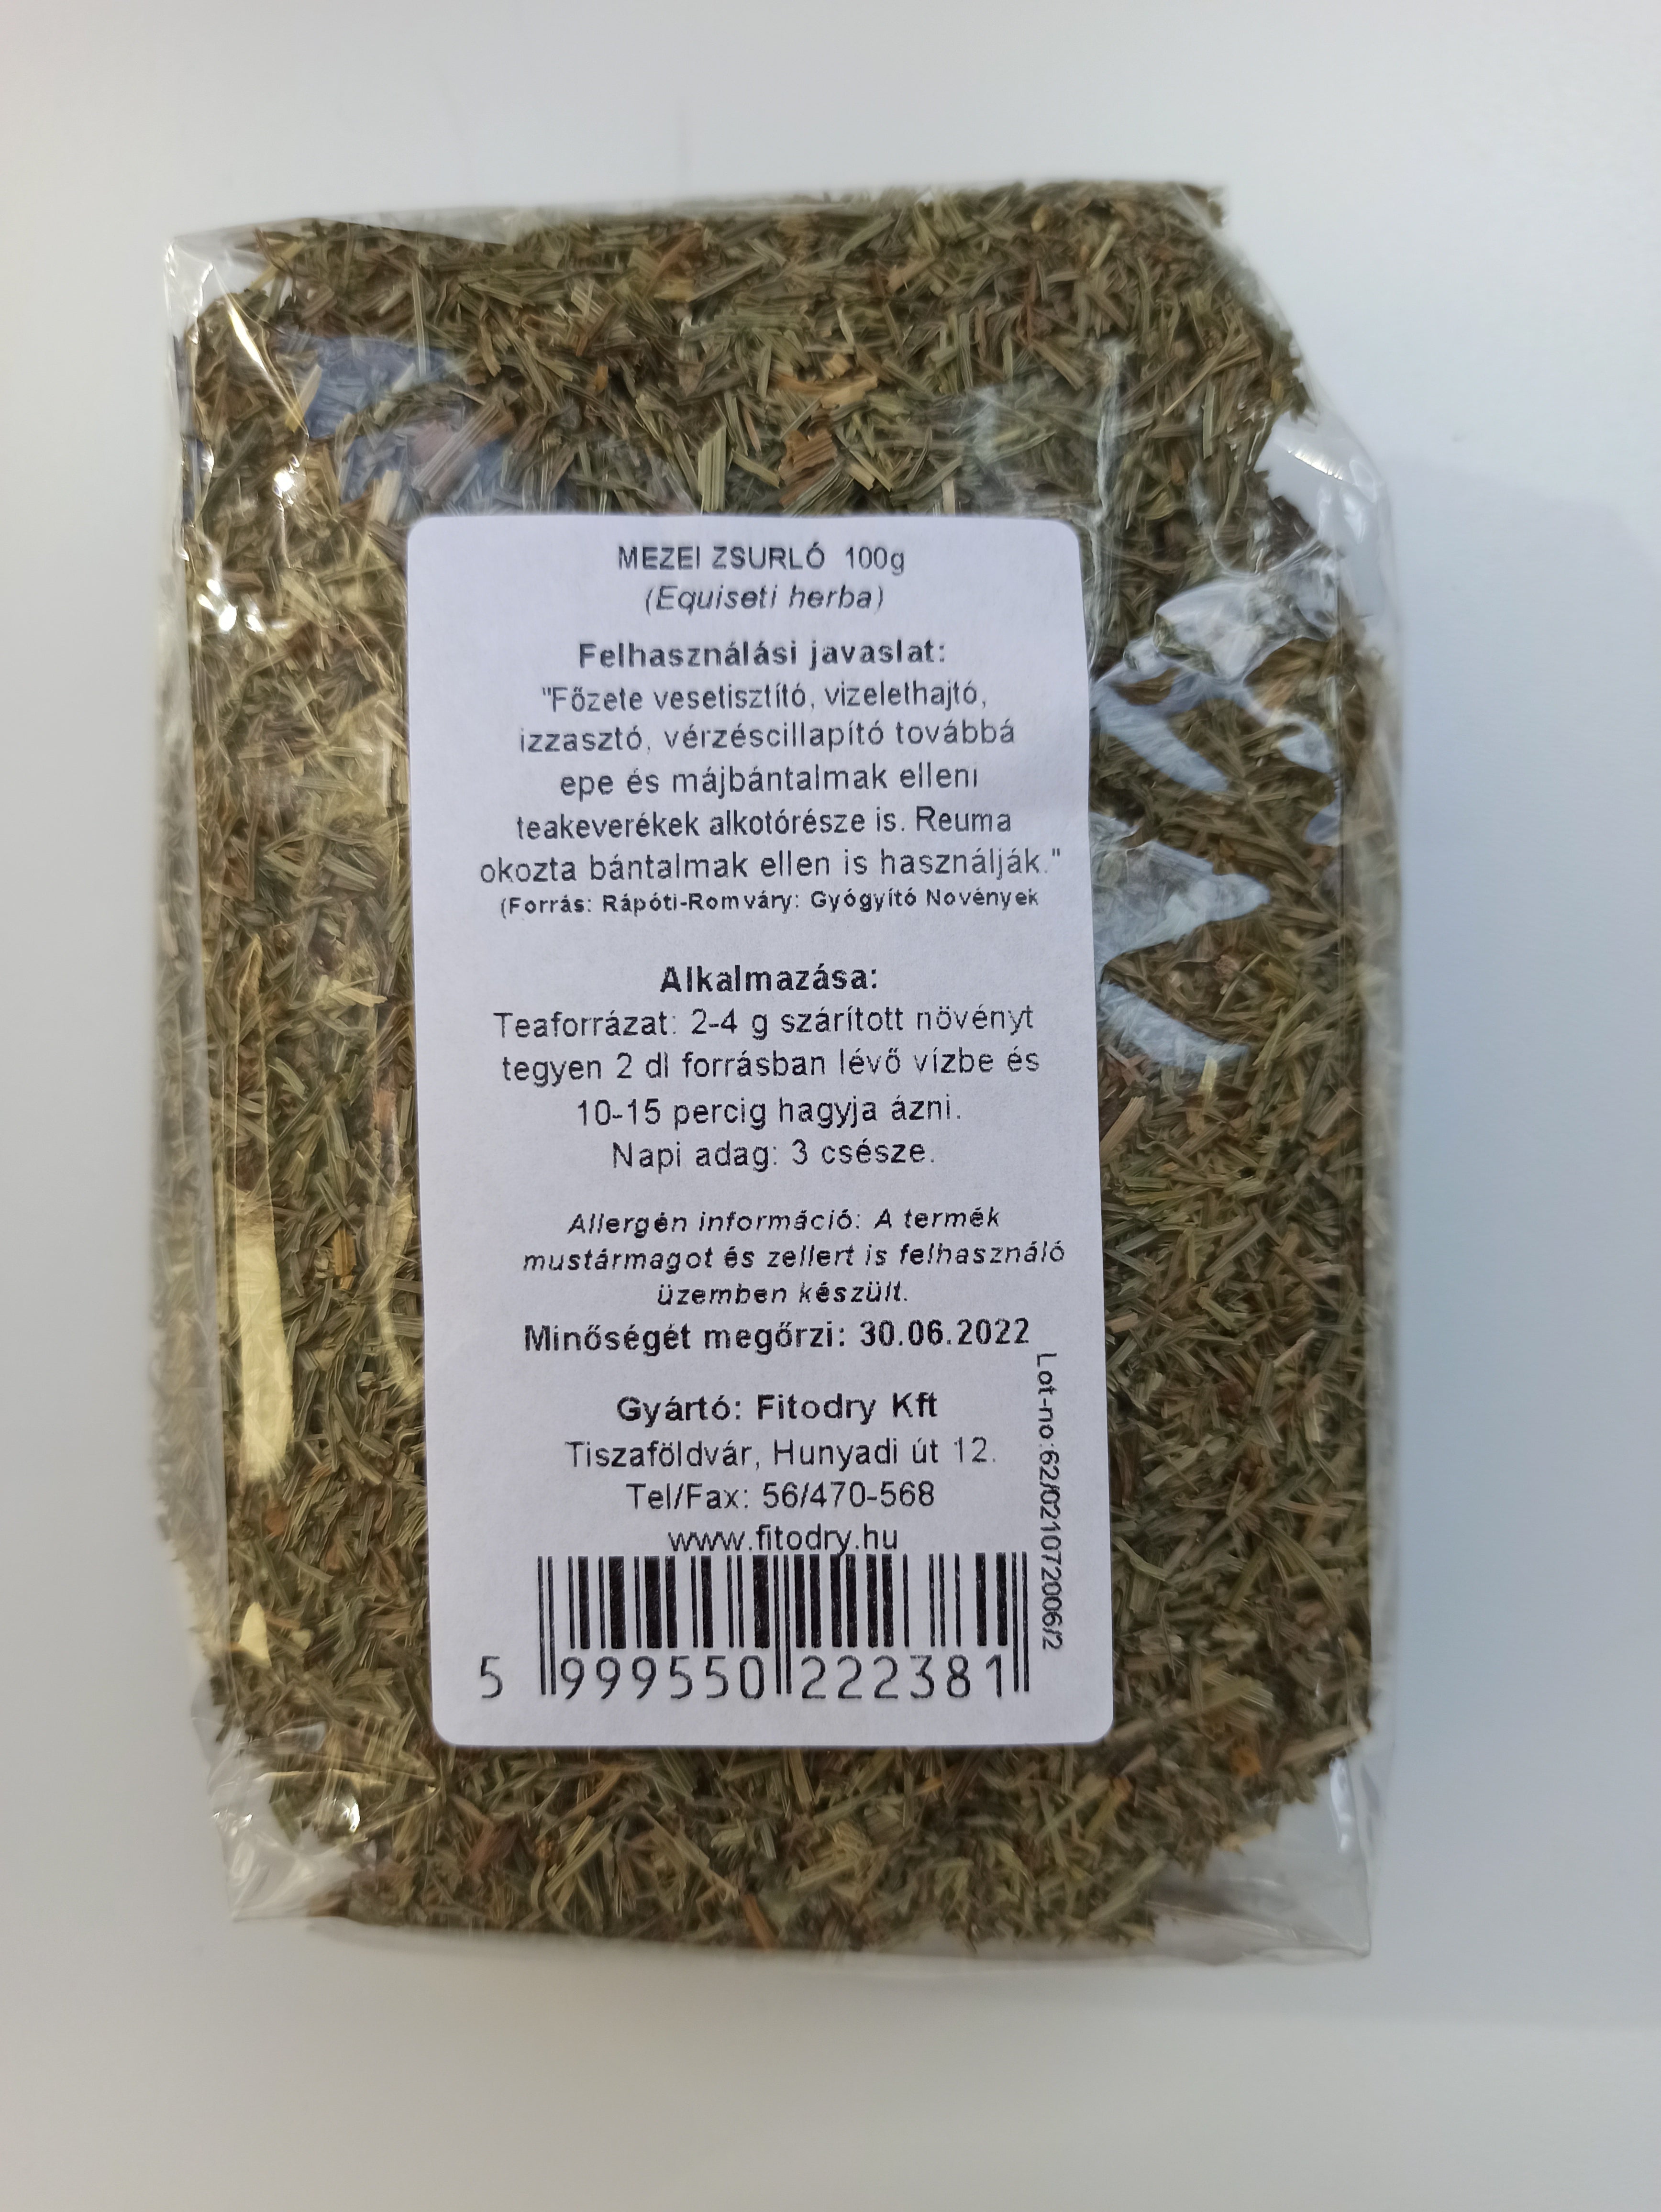 MEZEI ZSURLÓ 100g
(Equiseti herba)
Felhasználási javaslat:
"Főzete vesetisztító, vizelethajtó,
izzasztó, vérzéscillapító továbbá
epe és májbántalmak elleni
teakeverékek alkotórésze is. Reuma
okozta bántalmak ellen is használják."
(Forrás: Rápóti-Romváry: Gyógyító Novények
Alkalmazása:
Teaforrázat: 2-4 g szárított növényt
tegyen 2 dl forrásban lévő vízbe és
10-15 percig hagyja ázni.
Napi adag: 3 csésze.
Allergén információ: A termék
mustármagot és zellert is felhasználó
üzemben készült.
Minőségét megőrzi: 30.06.2022
Gyártó: Fitodry Kft
Tiszaföldvár, Hunyadi út 12.
Tel/Fax: 56/470-568
www.fitodry.hu
5 999550 222381
Lot-no:62/021072006/2